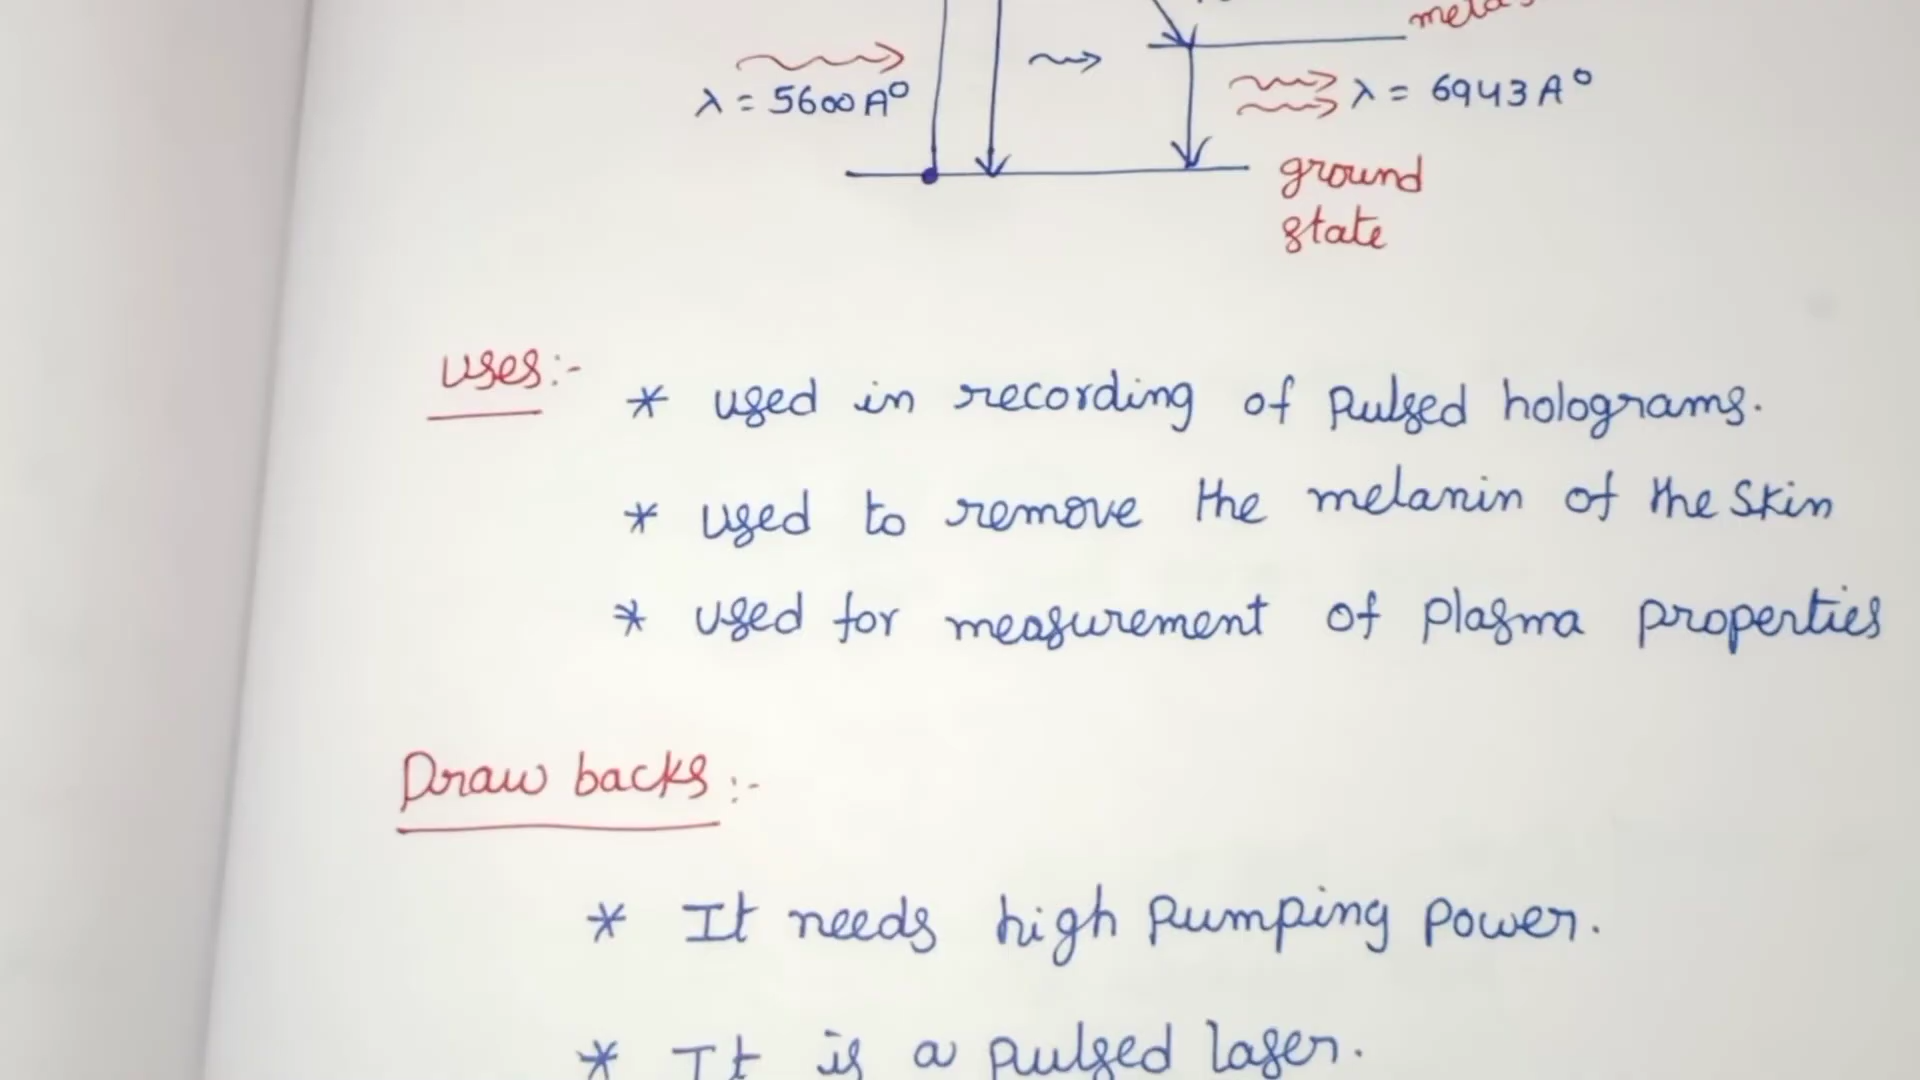 λ = 5600 A° λ = 6943 A°
ground
state
uses:-
* used in recording of pulsed holograms.
* used to remove the melanin of the skin
* used for measurement of plasma properties
Draw backs:-
* It needs high pumping power.
* It is a pulsed laser.